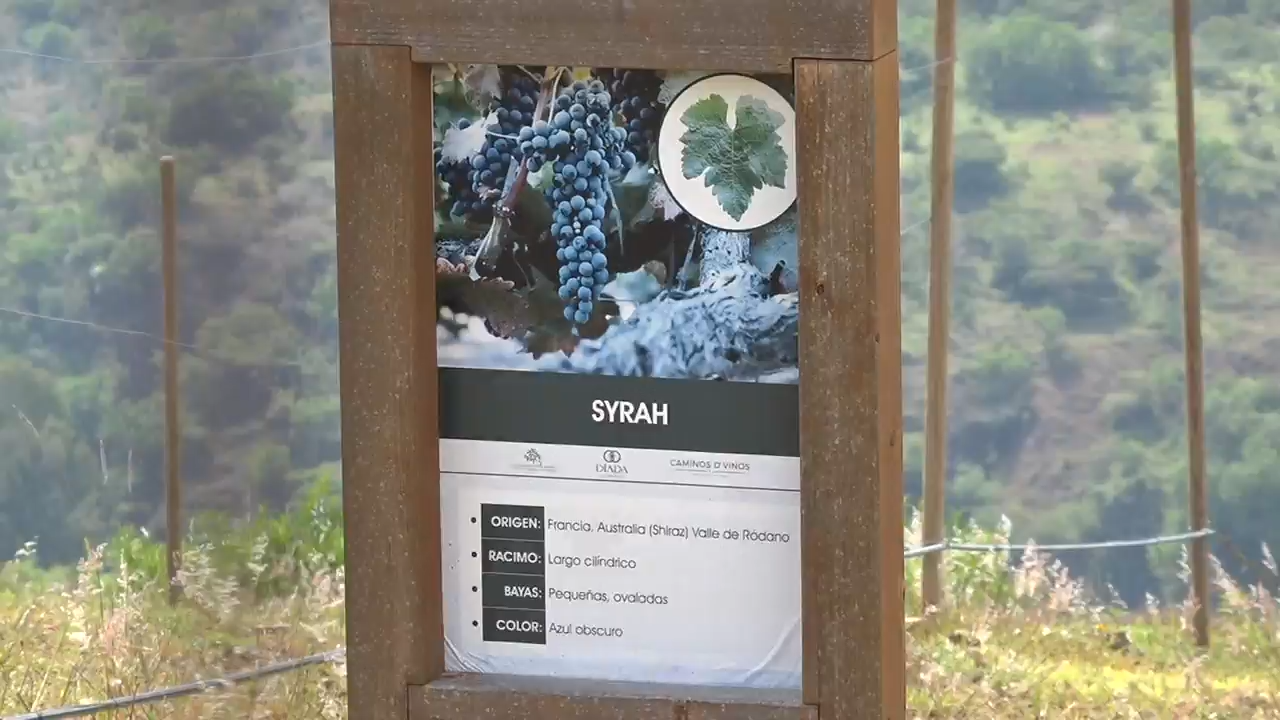 SYRAH
DIADA
CAMINOS D'VINOS
• ORIGEN: Francia, Australia (Shiraz) Valle de Ródano
• RACIMO: Largo cilíndrico
• BAYAS: Pequeñas, ovaladas
• COLOR: Azul obscuro